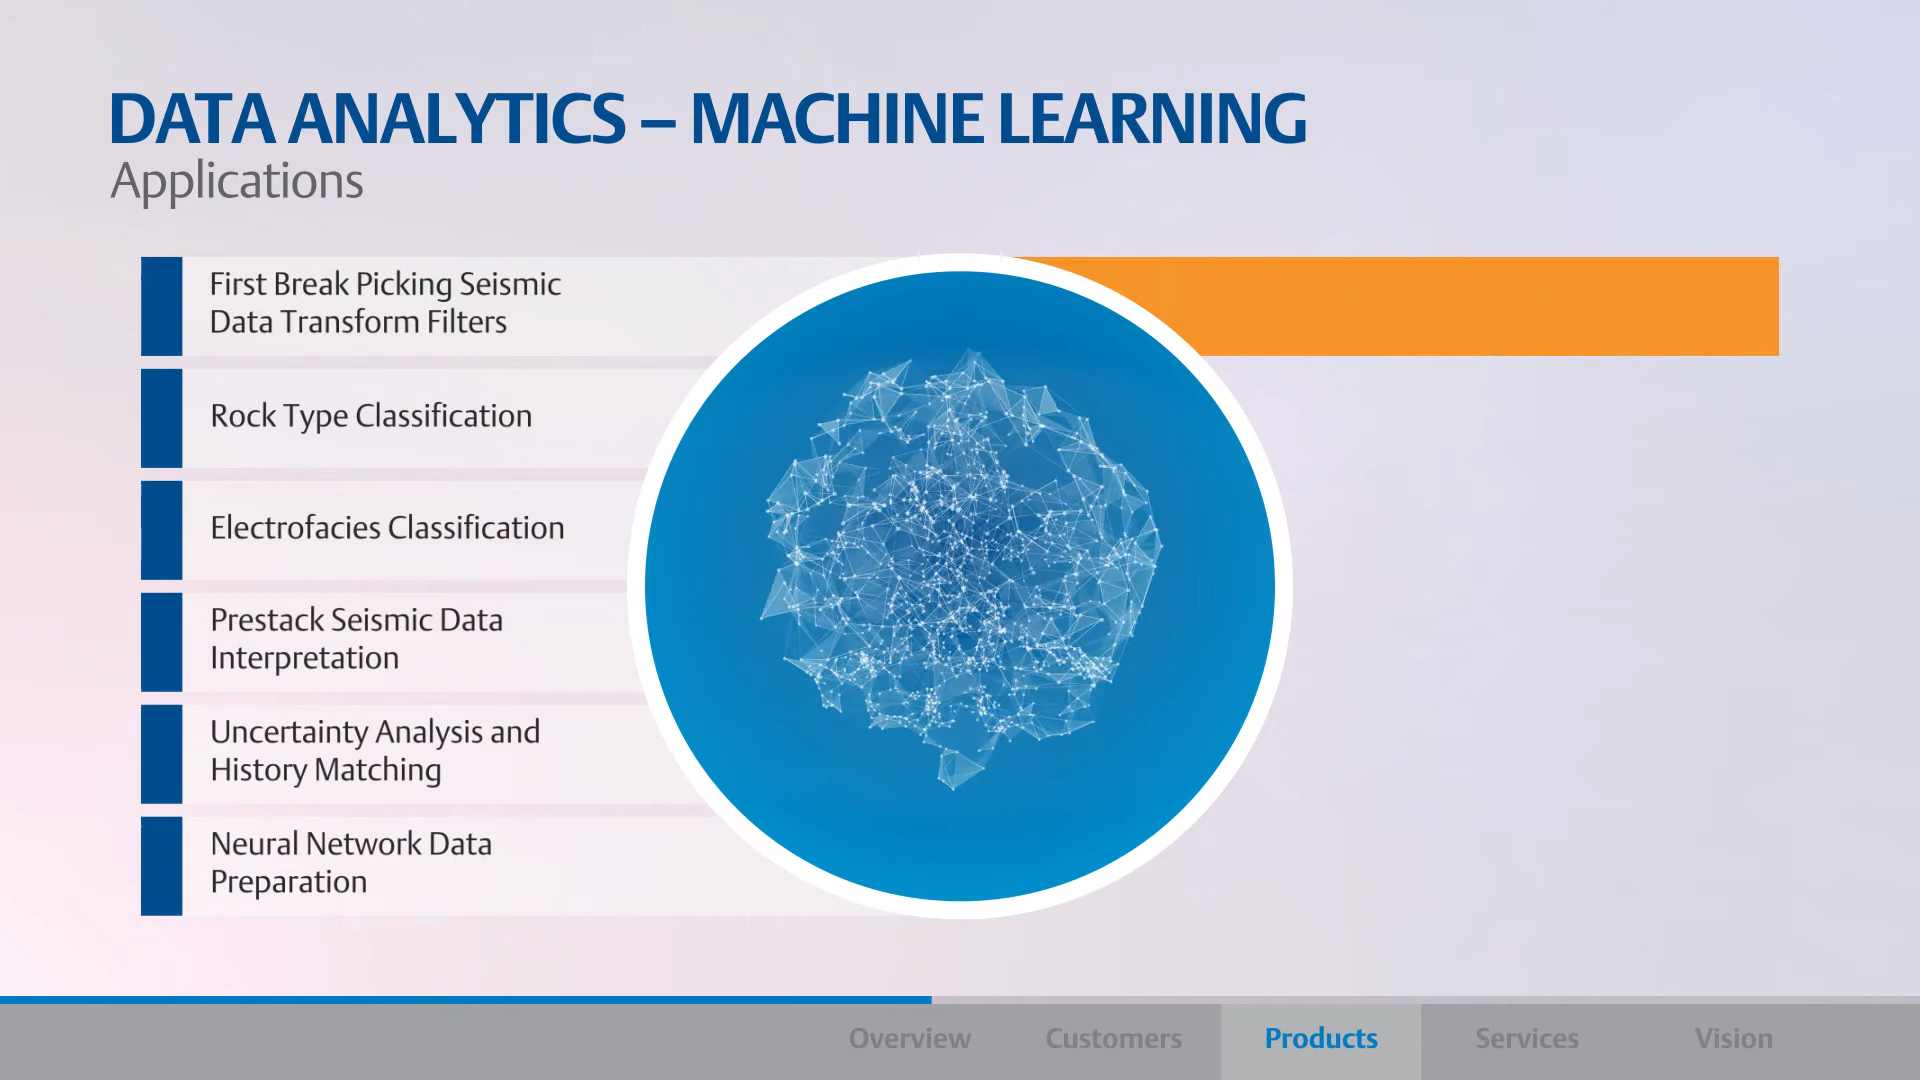 DATA ANALYTICS – MACHINE LEARNING
Applications
First Break Picking Seismic
Data Transform Filters
Rock Type Classification
Electrofacies Classification
Prestack Seismic Data
Interpretation
Uncertainty Analysis and
History Matching
Neural Network Data
Preparation
Overview Customers Products Services Vision